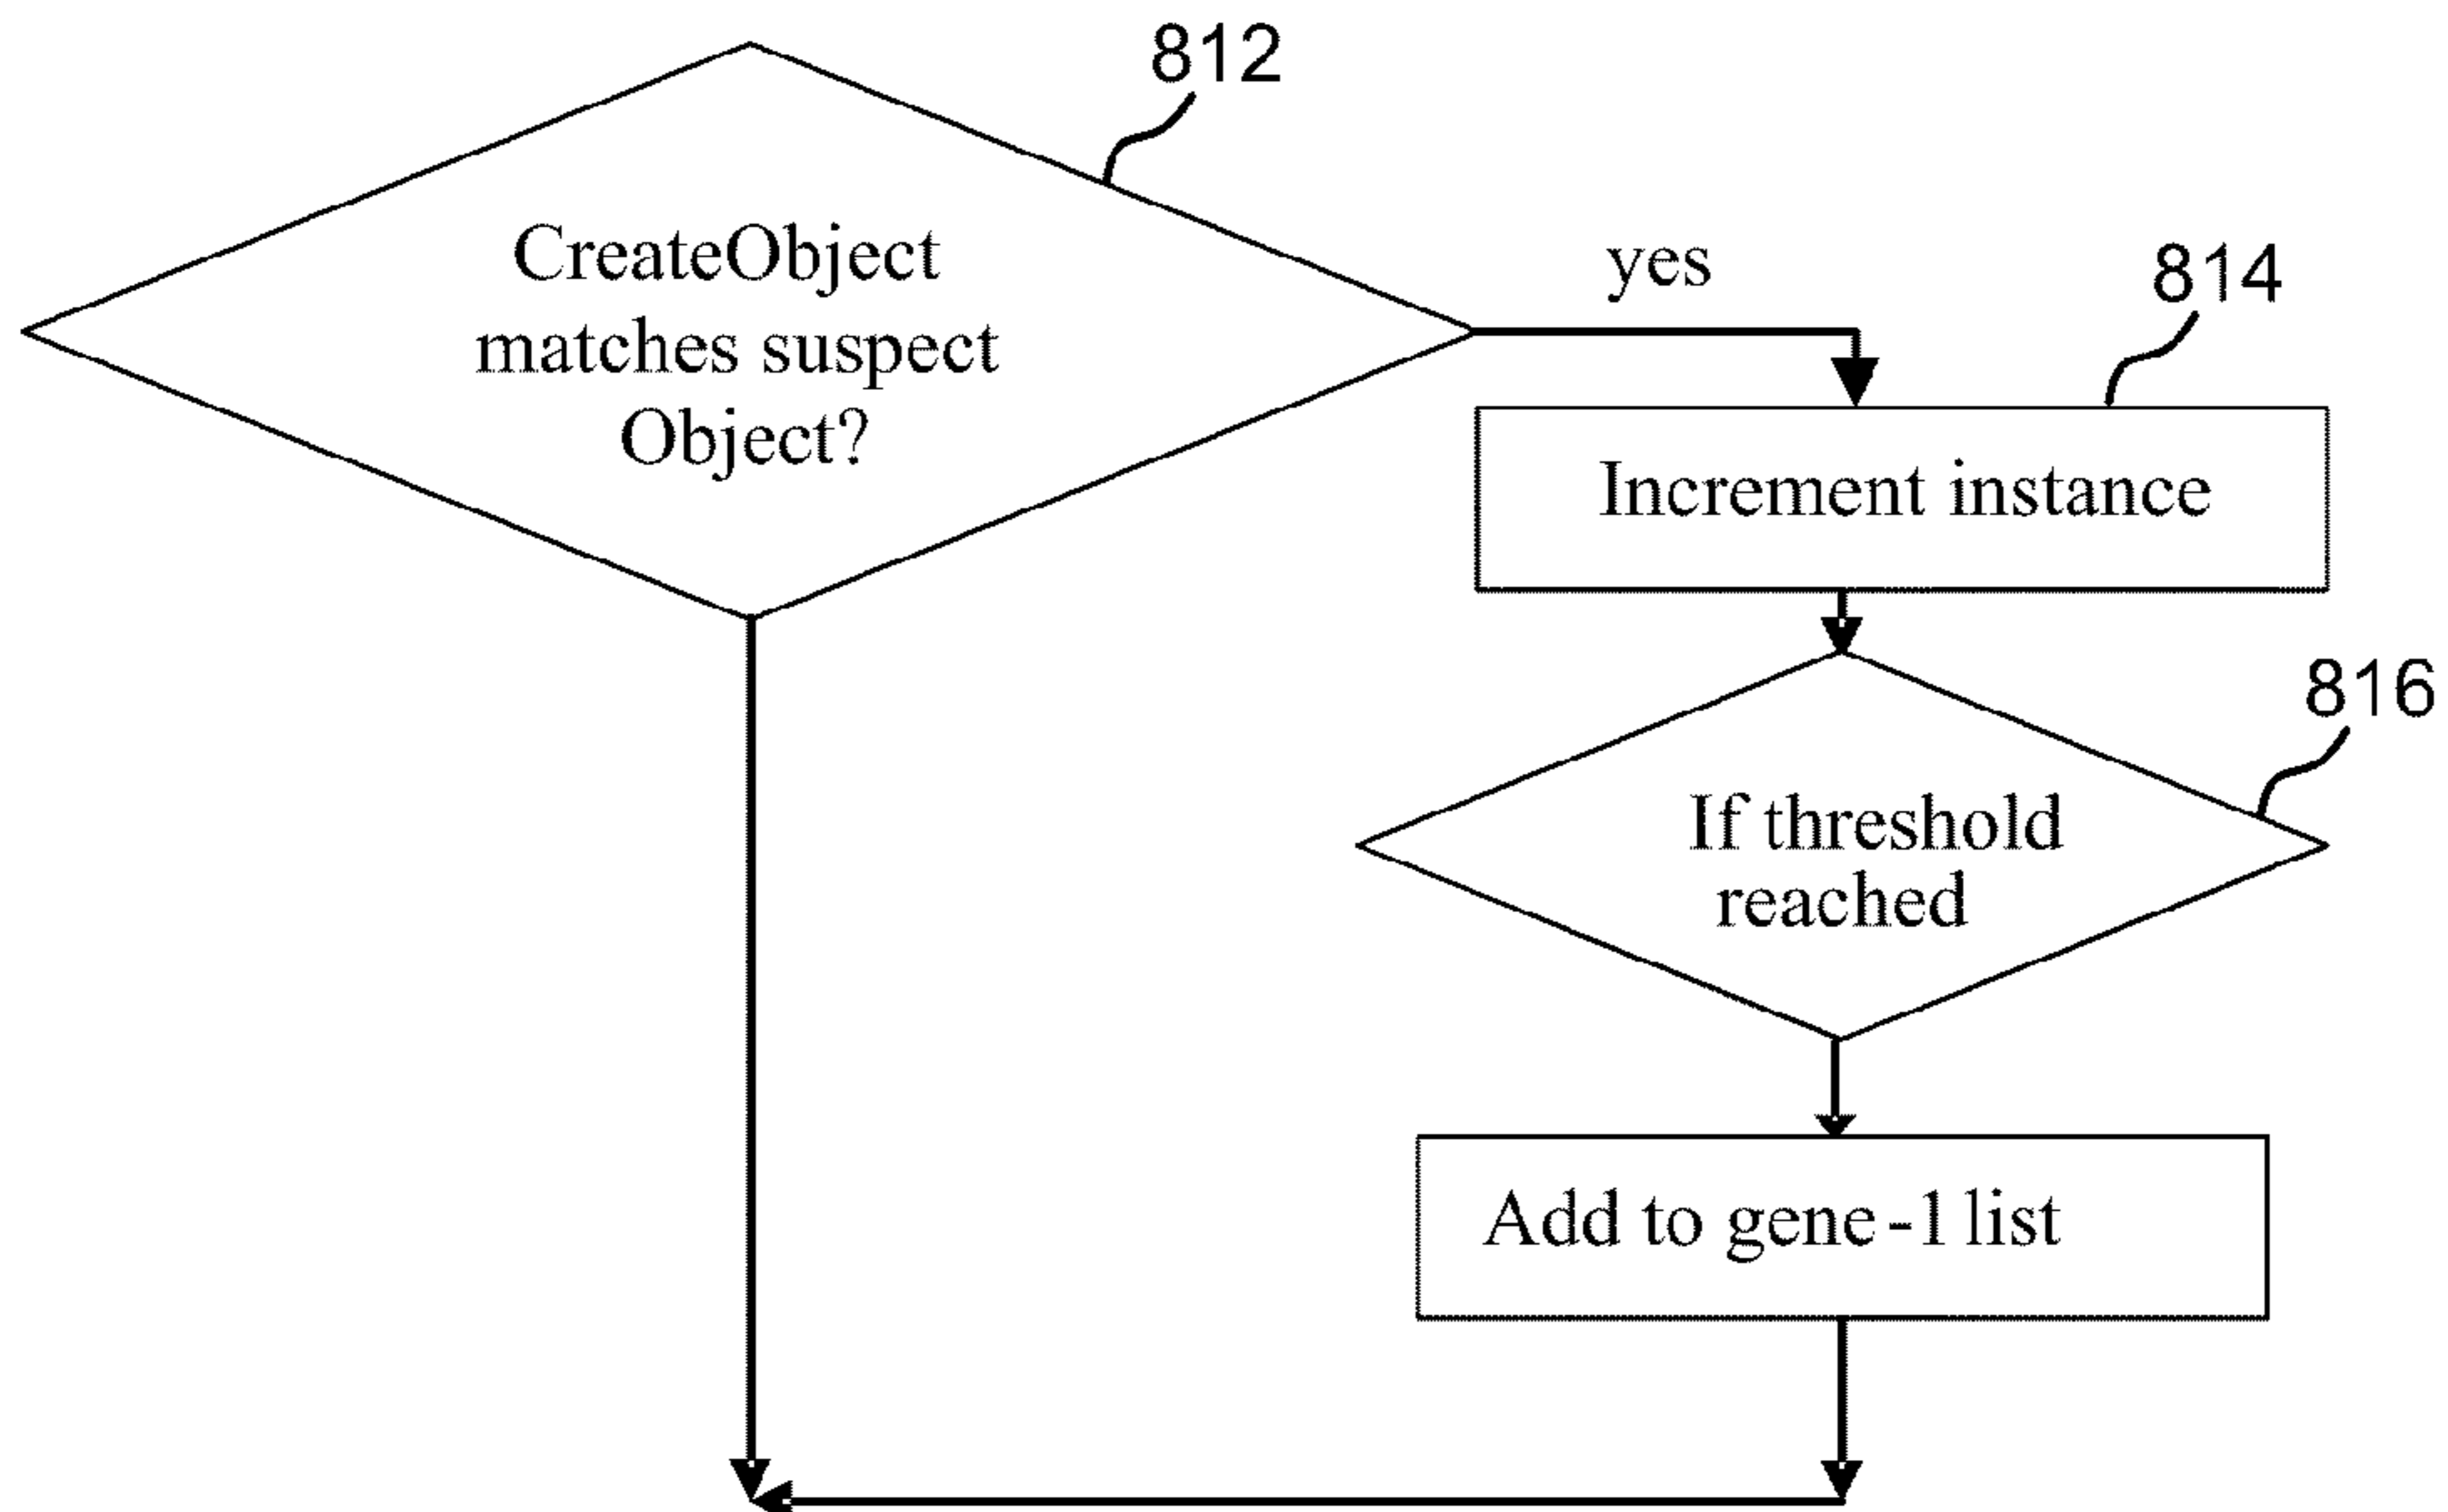 812
CreateObject
matches suspect
Object?
yes
814
Increment instance
816
If threshold
reached
Add to gene-1 list